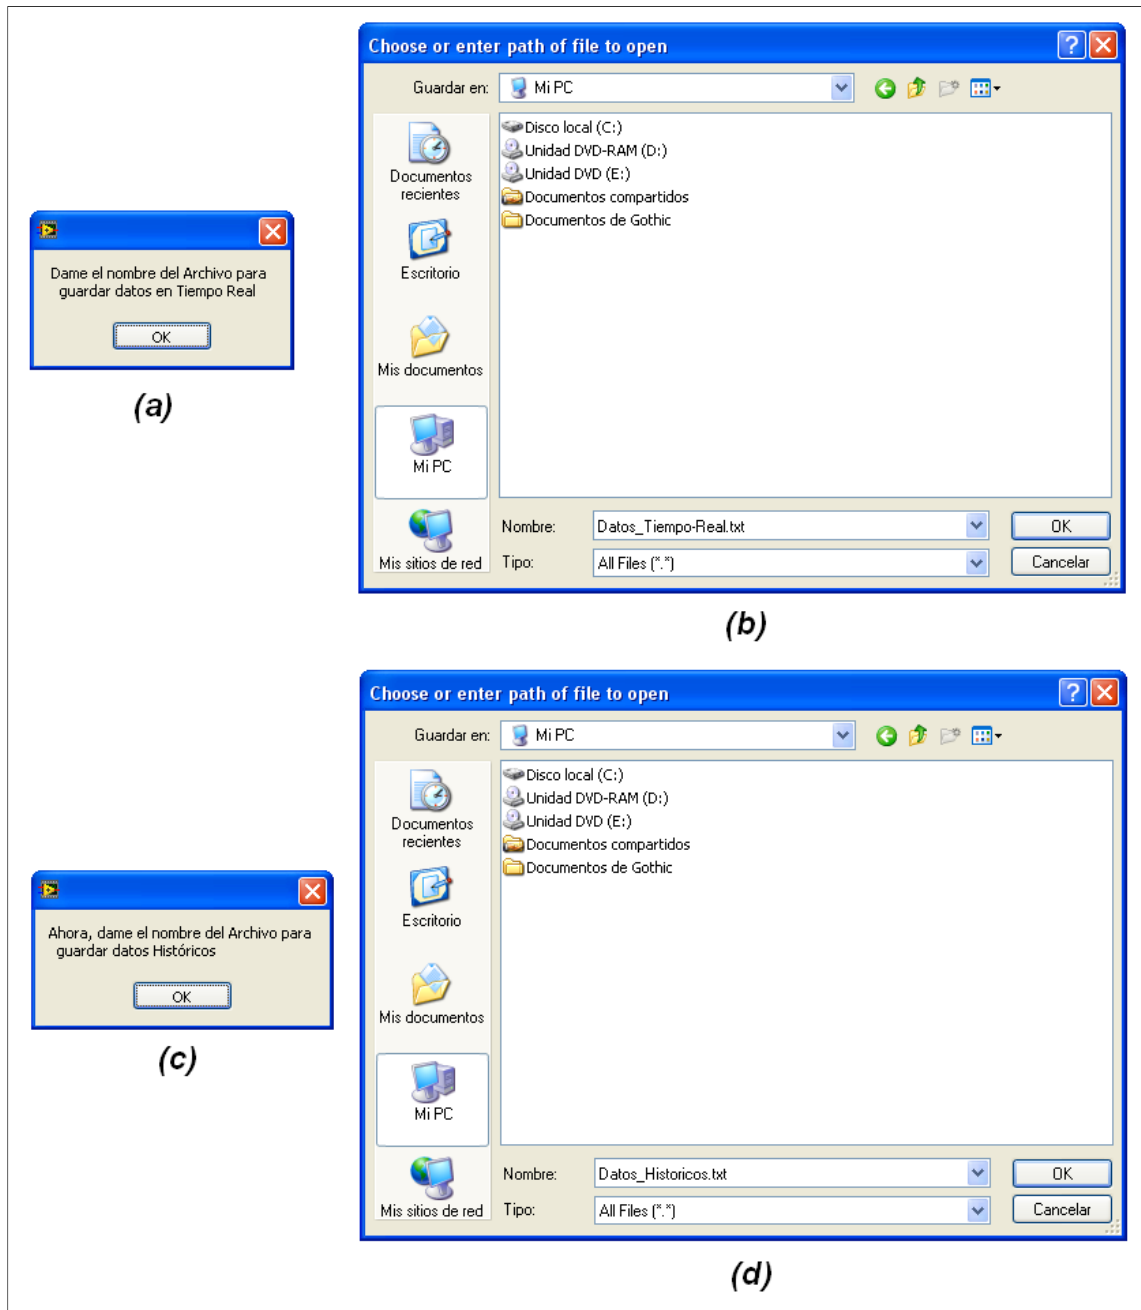 Choose or enter path of file to open
Guardar en:
Mi PC
Disco local (C:)
Unidad DVD-RAM (D:)
Unidad DVD (E:)
Documentos compartidos
Documentos de Gothic
Documentos
recientes
Escritorio
Mis documentos
Mi PC
Mis sitios de red
Nombre:
Datos_Tiempo-Real.txt
OK
Tipo:
All Files (*.*)
Cancelar
Dame el nombre del Archivo para
guardar datos en Tiempo Real
OK
(a)
(b)
Choose or enter path of file to open
Guardar en:
Mi PC
Disco local (C:)
Unidad DVD-RAM (D:)
Unidad DVD (E:)
Documentos compartidos
Documentos de Gothic
Documentos
recientes
Escritorio
Mis documentos
Mi PC
Mis sitios de red
Nombre:
Datos_Historicos.txt
OK
Tipo:
All Files (*.*)
Cancelar
Ahora, dame el nombre del Archivo para
guardar datos Históricos
OK
(c)
(d)